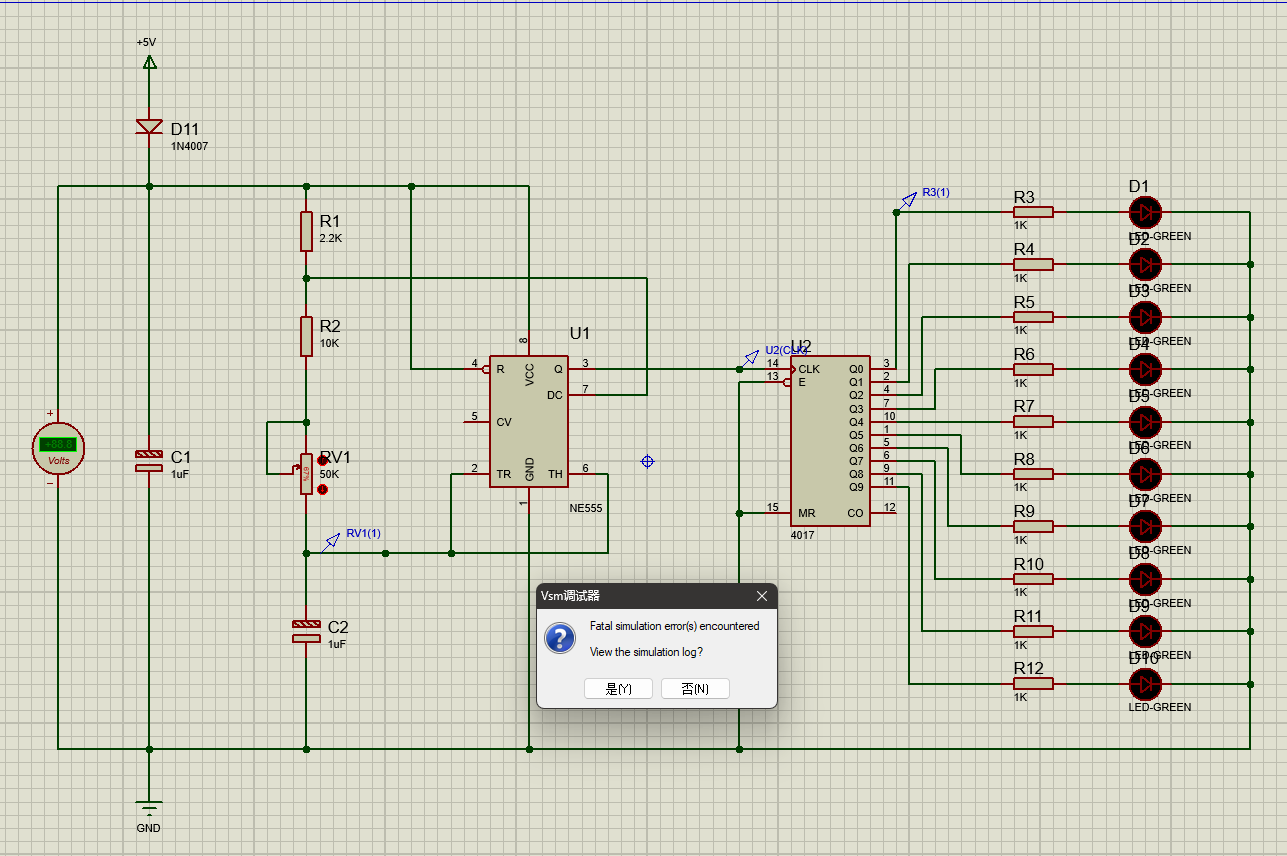 +5V
D11
1N4007
R1
2.2K
R2
10K
RV1
50K
67%
RV1(1)
C1
1uF
C2
1uF
+
+88.8
Volts
−
GND
U1
NE555
4
R
8
VCC
Q
3
DC
7
5
CV
2
TR
GND
1
TH
6
U2(CLK)
U2
4017
14
CLK
13
E
15
MR
Q0
3
Q1
2
Q2
4
Q3
7
Q4
10
Q5
1
Q6
5
Q7
6
Q8
9
Q9
11
CO
12
R3(1)
R3
1K
R4
1K
R5
1K
R6
1K
R7
1K
R8
1K
R9
1K
R10
1K
R11
1K
R12
1K
D1
LED-GREEN
D2
LED-GREEN
D3
LED-GREEN
D4
LED-GREEN
D5
LED-GREEN
D6
LED-GREEN
D7
LED-GREEN
D8
LED-GREEN
D9
LED-GREEN
D10
LED-GREEN
Vsm调试器
Fatal simulation error(s) encountered
View the simulation log?
是(Y)
否(N)